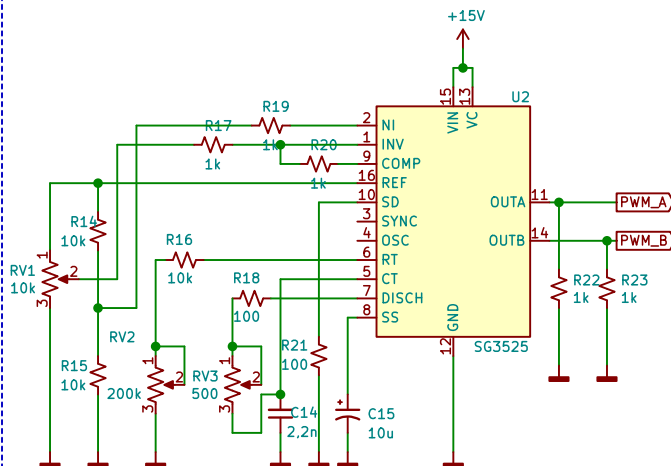 +15V
U2
15
13
VIN
VC
R19
1k
2
NI
R17
1k
1
INV
R20
1k
9
COMP
16
REF
10
SD
3
SYNC
4
OSC
6
RT
5
CT
7
DISCH
8
SS
OUTA
11
PWM_A
OUTB
14
PWM_B
GND
12
SG3525
R14
10k
RV1
10k
1
2
3
R16
10k
R18
100
R22
1k
R23
1k
RV2
200k
1
2
3
RV3
500
1
2
3
R21
100
R15
10k
C14
2,2n
+
C15
10u